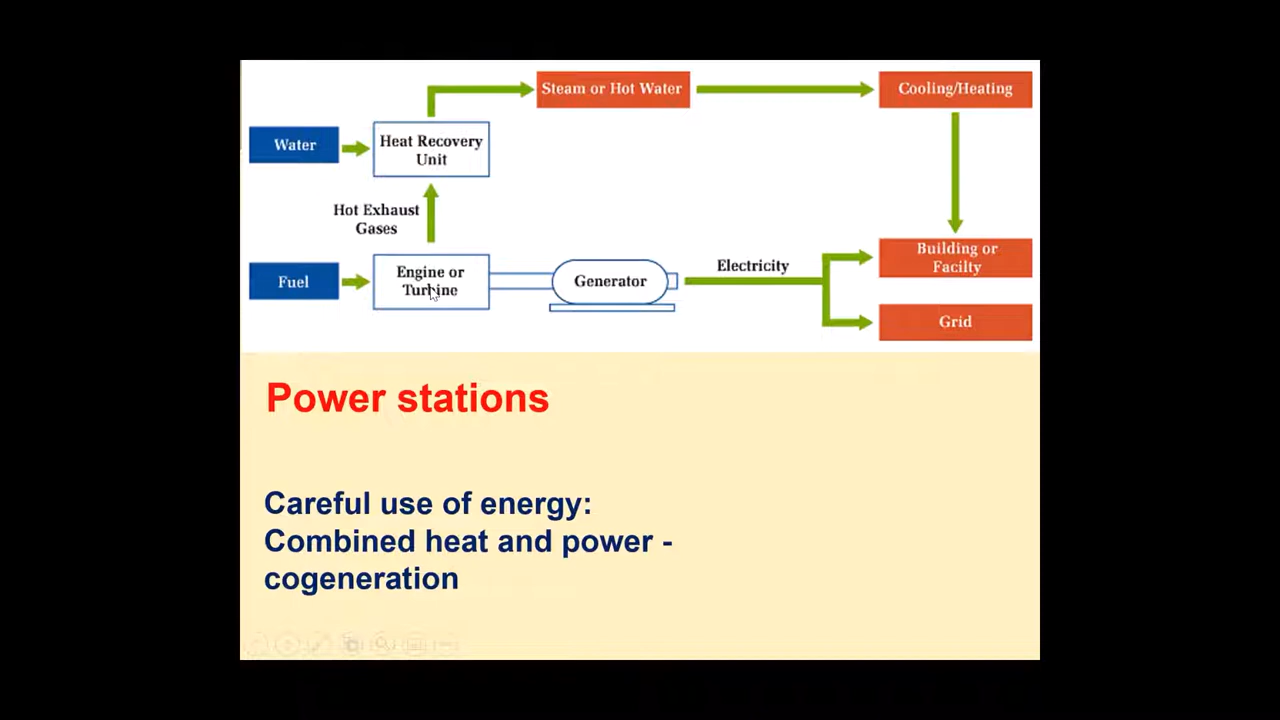 Steam or Hot Water
Cooling/Heating
Water
Heat Recovery
Unit
Hot Exhaust
Gases
Fuel
Engine or
Turbine
Generator
Electricity
Building or
Facilty
Grid
Power stations
Careful use of energy:
Combined heat and power -
cogeneration